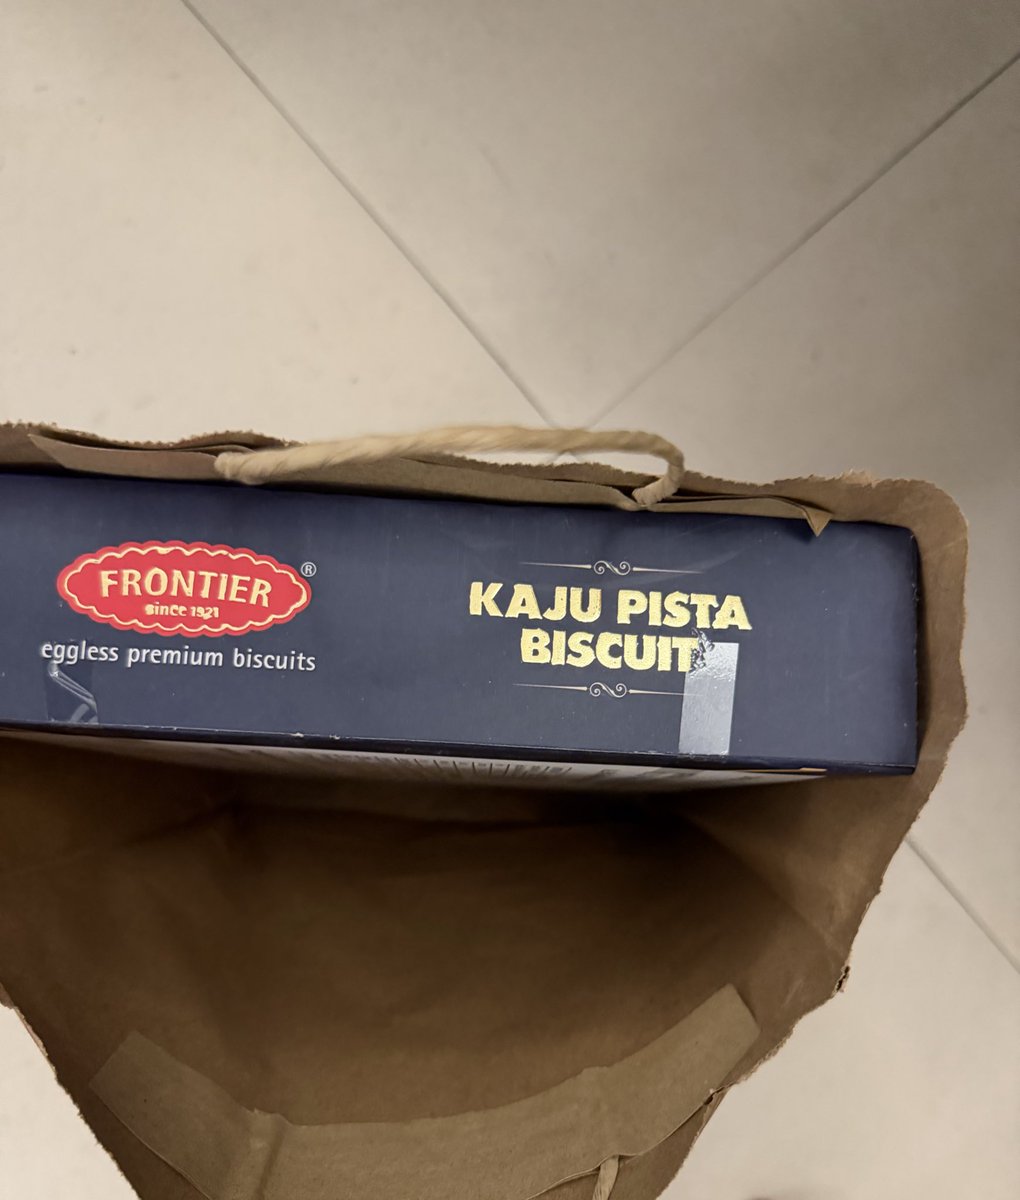 FRONTIER ®
since 1921
eggless premium biscuits
KAJU PISTA
BISCUIT